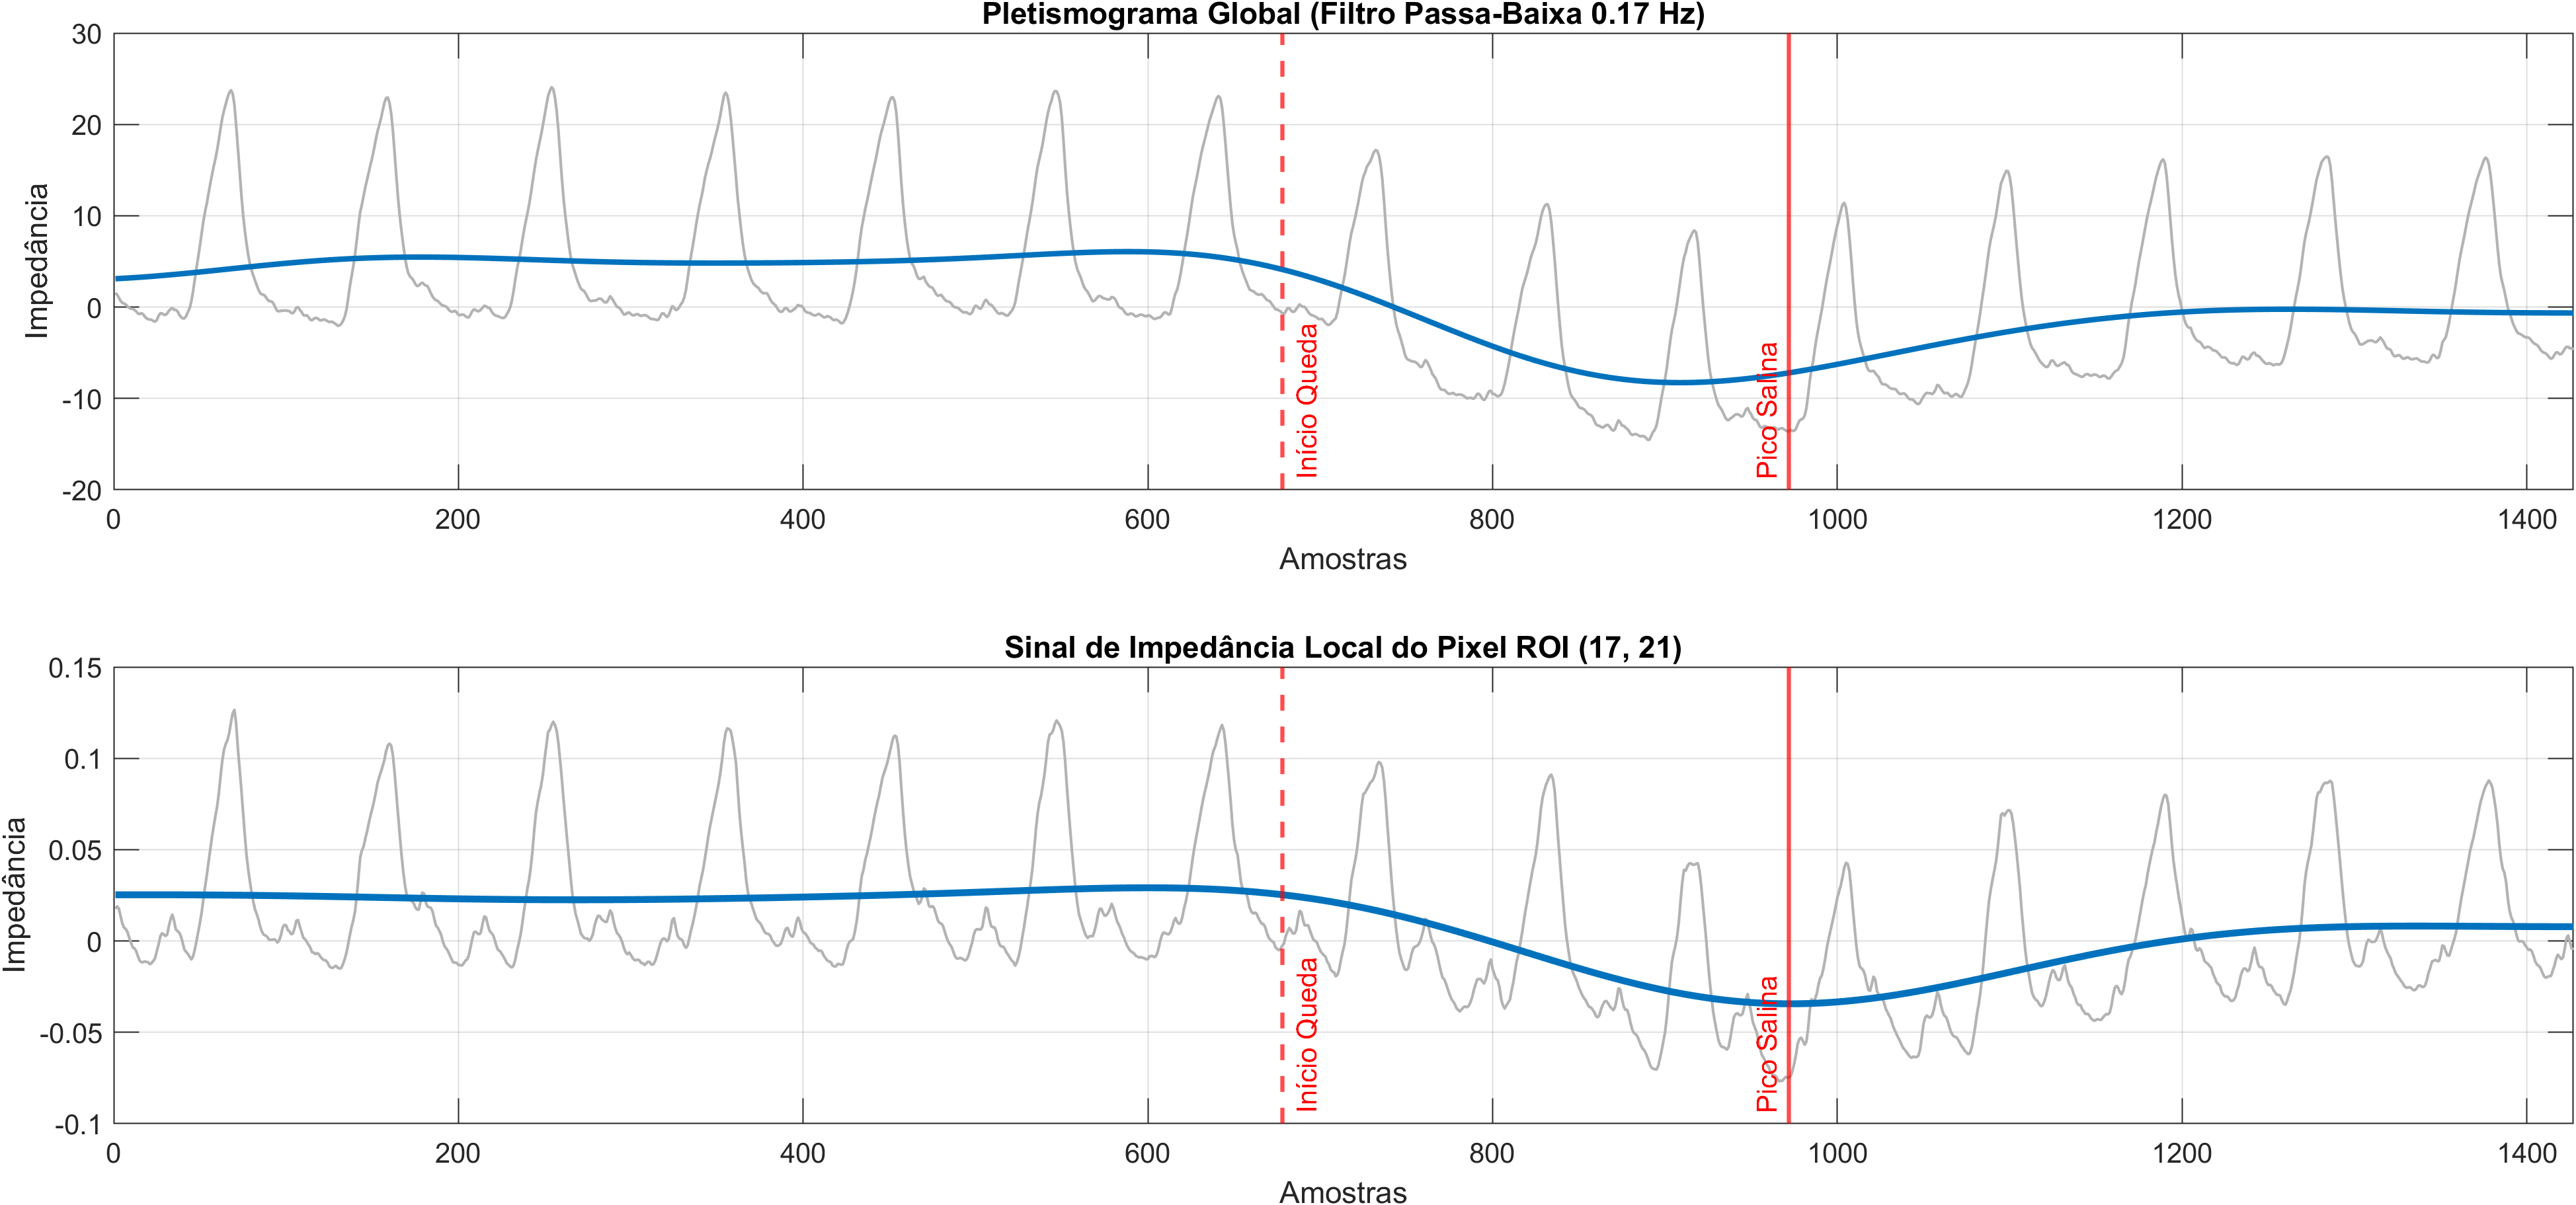 Pletismograma Global (Filtro Passa-Baixa 0.17 Hz)
30
20
10
0
-10
-20
Impedância
Início Queda
Pico Salina
0 200 400 600 800 1000 1200 1400
Amostras
Sinal de Impedância Local do Pixel ROI (17, 21)
0.15
0.1
0.05
0
-0.05
-0.1
Impedância
Início Queda
Pico Salina
0 200 400 600 800 1000 1200 1400
Amostras